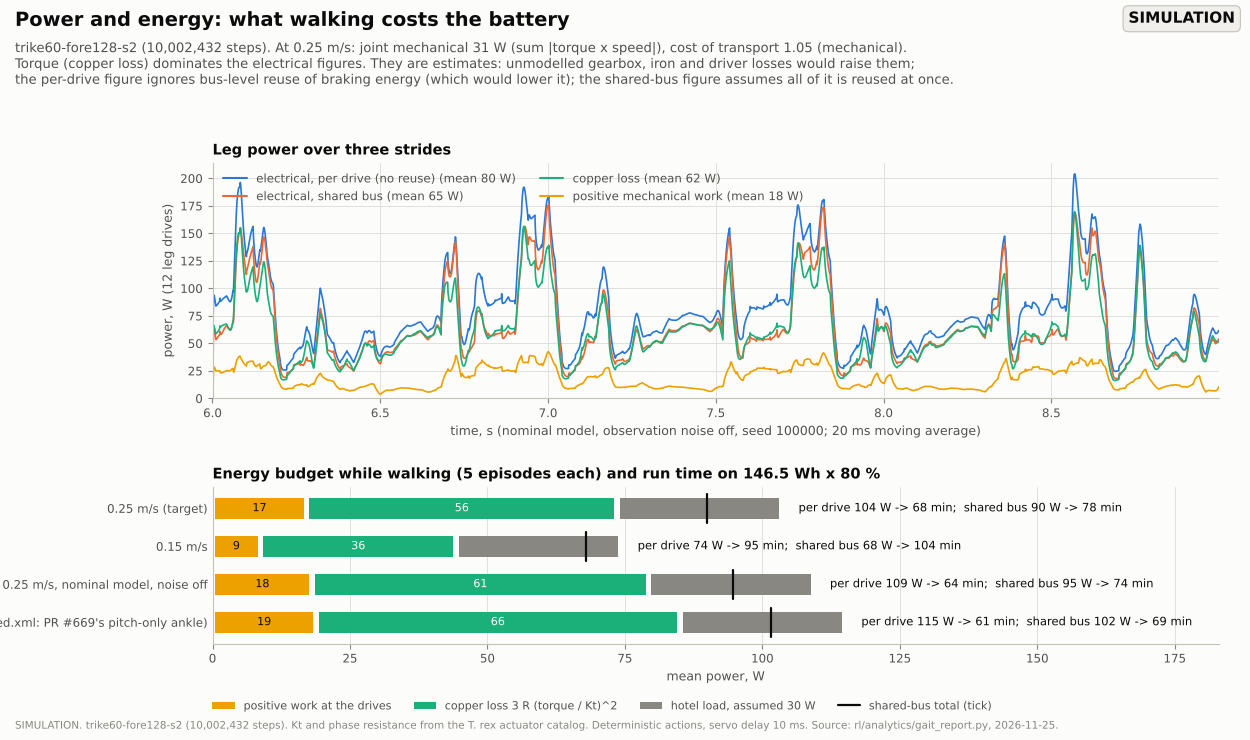 Power and energy: what walking costs the battery
SIMULATION
trike60-fore128-s2 (10,002,432 steps). At 0.25 m/s: joint mechanical 31 W (sum |torque x speed|), cost of transport 1.05 (mechanical).
Torque (copper loss) dominates the electrical figures. They are estimates: unmodelled gearbox, iron and driver losses would raise them;
the per-drive figure ignores bus-level reuse of braking energy (which would lower it); the shared-bus figure assumes all of it is reused at once.
Leg power over three strides
electrical, per drive (no reuse) (mean 80 W)
electrical, shared bus (mean 65 W)
copper loss (mean 62 W)
positive mechanical work (mean 18 W)
power, W (12 leg drives)
200
175
150
125
100
75
50
25
0
6.0 6.5 7.0 7.5 8.0 8.5
time, s (nominal model, observation noise off, seed 100000; 20 ms moving average)
Energy budget while walking (5 episodes each) and run time on 146.5 Wh x 80 %
0.25 m/s (target) 17 56 per drive 104 W -> 68 min; shared bus 90 W -> 78 min
0.15 m/s 9 36 per drive 74 W -> 95 min; shared bus 68 W -> 104 min
0.25 m/s, nominal model, noise off 18 61 per drive 109 W -> 64 min; shared bus 95 W -> 74 min
ed.xml: PR #669's pitch-only ankle) 19 66 per drive 115 W -> 61 min; shared bus 102 W -> 69 min
0 25 50 75 100 125 150 175
mean power, W
positive work at the drives
copper loss 3 R (torque / Kt)^2
hotel load, assumed 30 W
shared-bus total (tick)
SIMULATION. trike60-fore128-s2 (10,002,432 steps). Kt and phase resistance from the T. rex actuator catalog. Deterministic actions, servo delay 10 ms. Source: rl/analytics/gait_report.py, 2026-11-25.